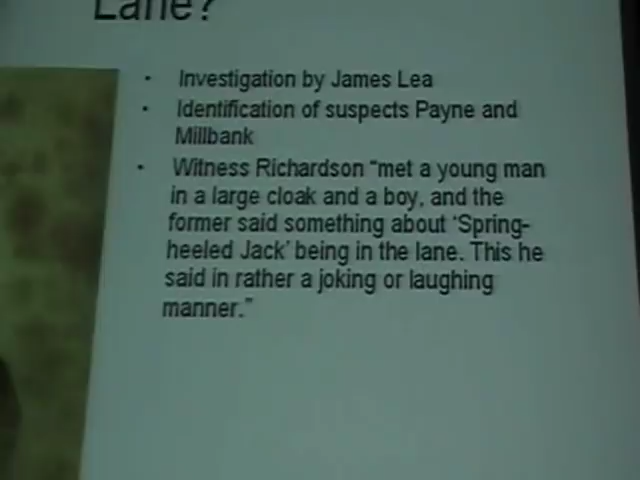 Lane?
• Investigation by James Lea
• Identification of suspects Payne and
Millbank
• Witness Richardson "met a young man
in a large cloak and a boy, and the
former said something about 'Spring-
heeled Jack' being in the lane. This he
said in rather a joking or laughing
manner."